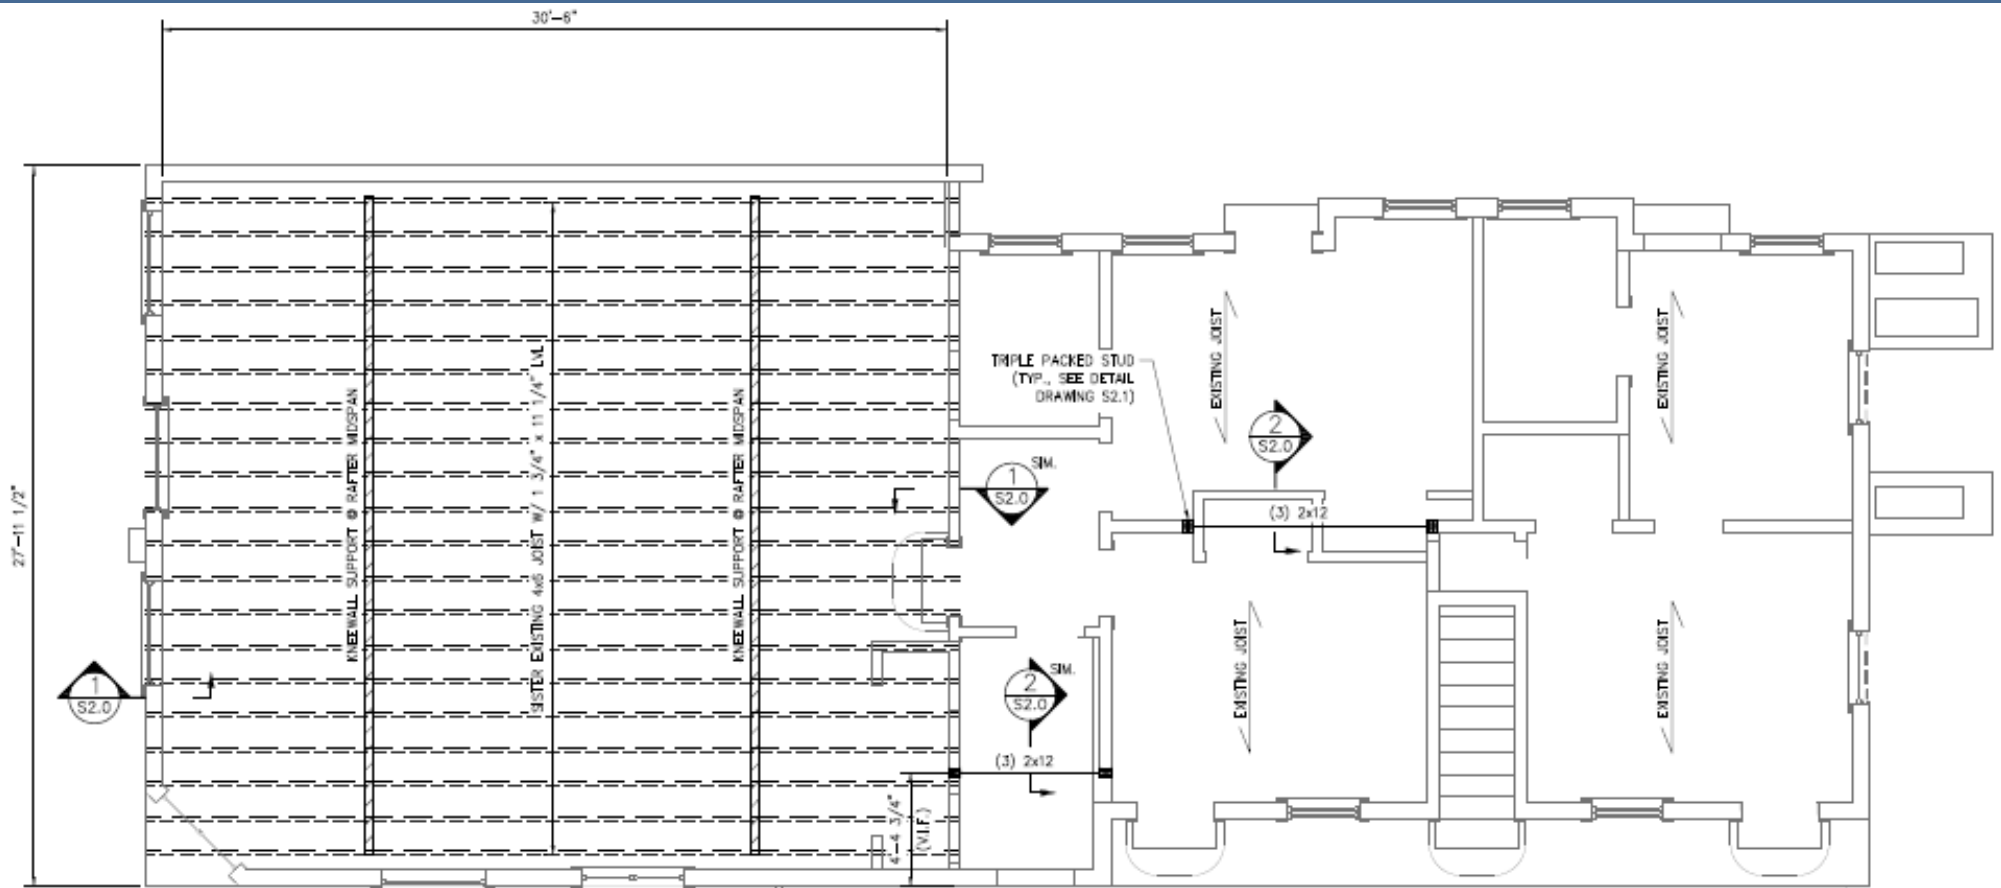 30'-6"
27'-11 1/2"
KNEEWALL SUPPORT @ RAFTER MIDSPAN
SISTER EXISTING 4x6 JOIST W/ 1 3/4" x 11 1/4" LVL
KNEEWALL SUPPORT @ RAFTER MIDSPAN
TRIPLE PACKED STUD
(TYP., SEE DETAIL
DRAWING S2.1)
EXISTING JOIST
EXISTING JOIST
2
S2.0
SIM.
1
S2.0
(3) 2x12
EXISTING JOIST
EXISTING JOIST
1
S2.0
SIM.
2
S2.0
(3) 2x12
4'-4 3/4"
(V.I.F.)